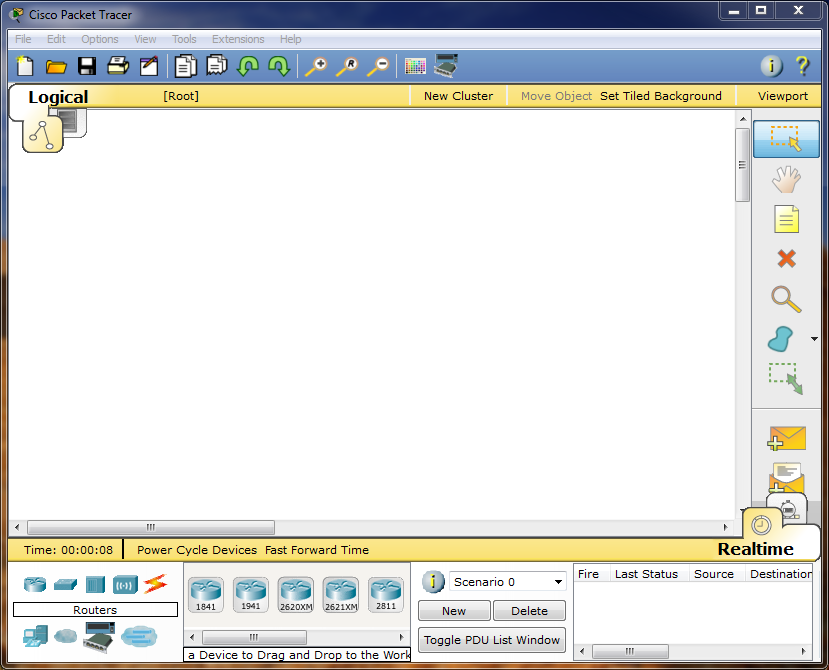 Cisco Packet Tracer
File Edit Options View Tools Extensions Help
Logical [Root] New Cluster Move Object Set Tiled Background Viewport
Time: 00:00:08 Power Cycle Devices Fast Forward Time Realtime
Routers
1841 1941 2620XM 2621XM 2811
a Device to Drag and Drop to the Work
Scenario 0
New Delete
Toggle PDU List Window
Fire Last Status Source Destination